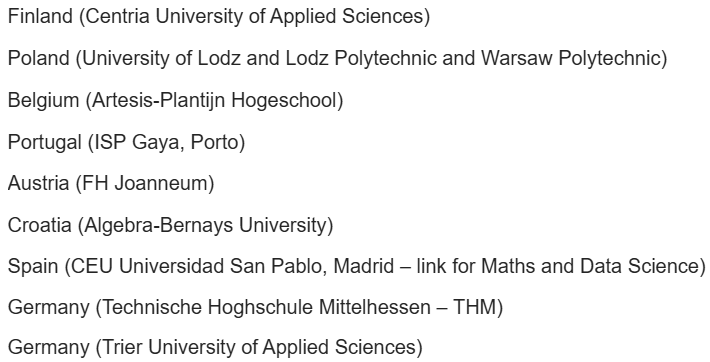 Finland (Centria University of Applied Sciences)
Poland (University of Lodz and Lodz Polytechnic and Warsaw Polytechnic)
Belgium (Artesis-Plantijn Hogeschool)
Portugal (ISP Gaya, Porto)
Austria (FH Joanneum)
Croatia (Algebra-Bernays University)
Spain (CEU Universidad San Pablo, Madrid – link for Maths and Data Science)
Germany (Technische Hoghschule Mittelhessen – THM)
Germany (Trier University of Applied Sciences)